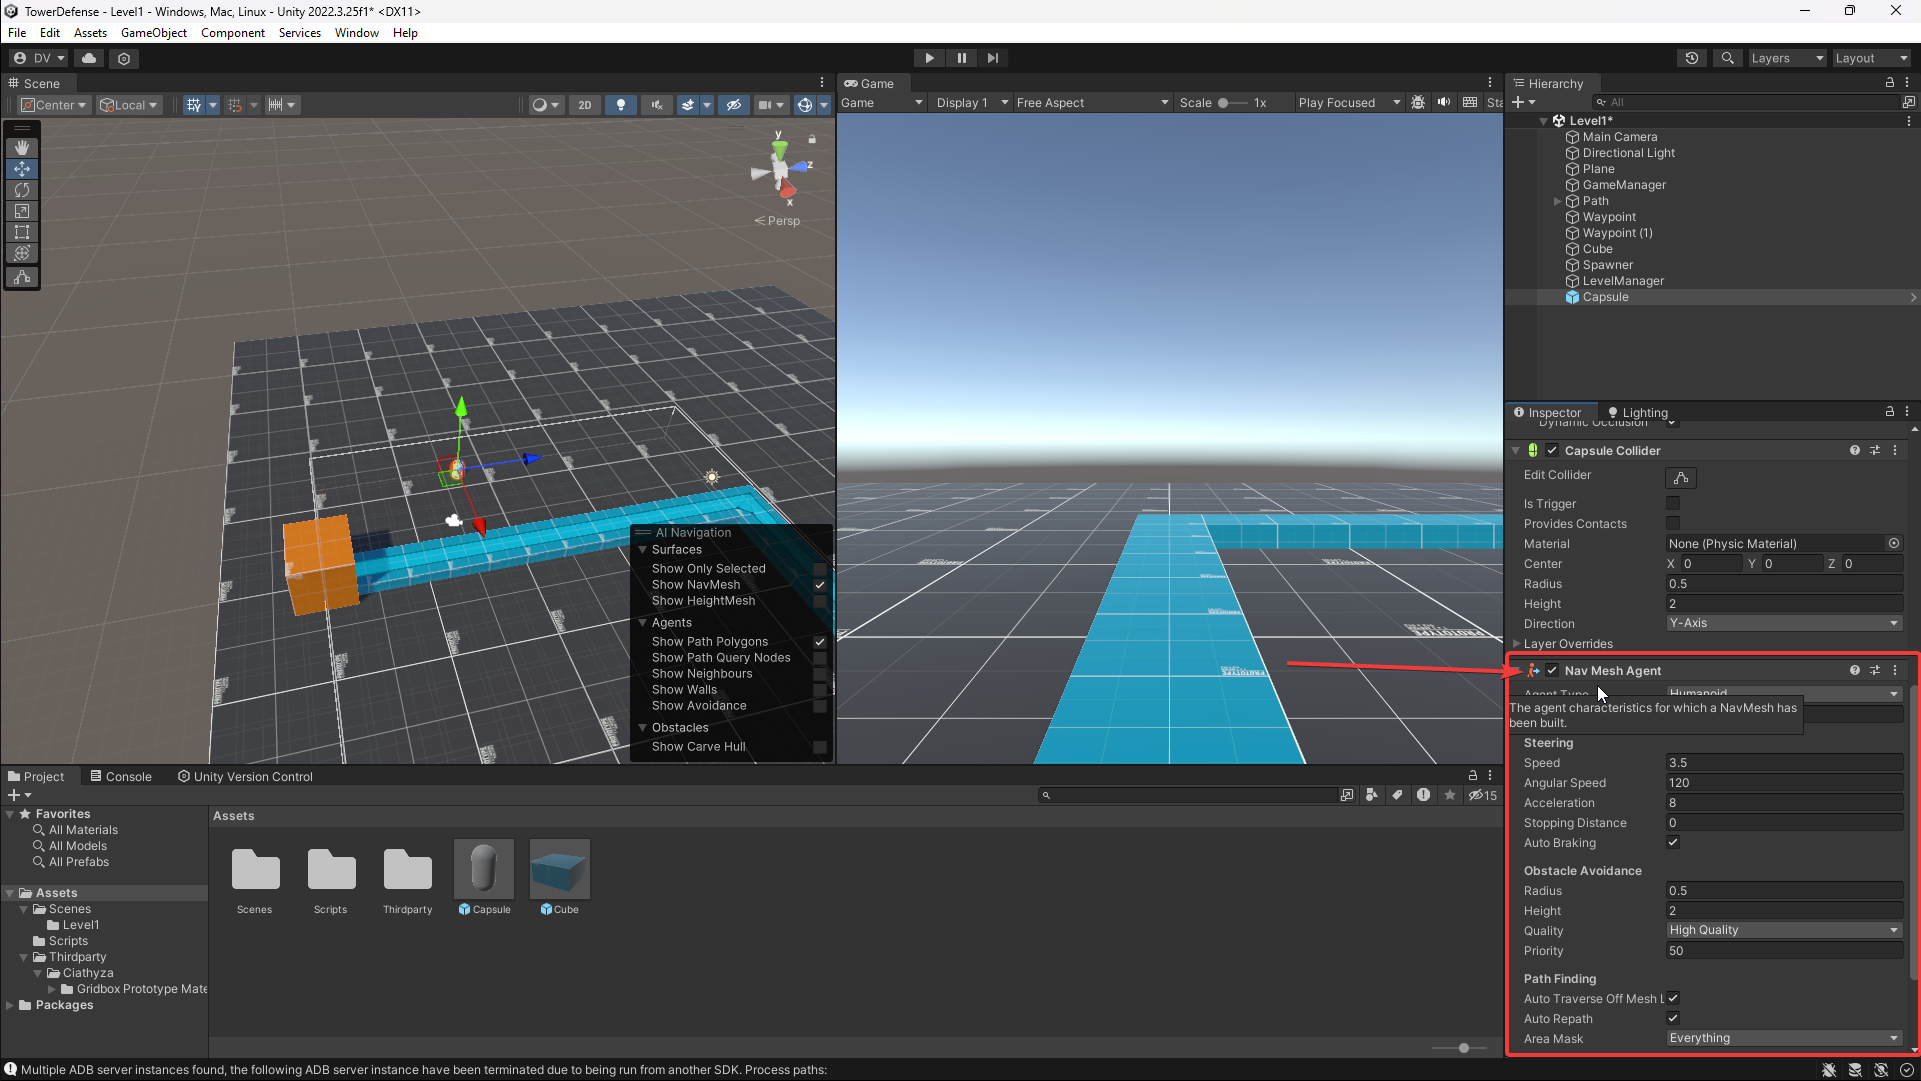 TowerDefense - Level1 - Windows, Mac, Linux - Unity 2022.3.25f1* <DX11>
File Edit Assets GameObject Component Services Window Help
DV
Layers
Layout
Scene
Center
Local
2D
y
z
x
Persp
AI Navigation
Surfaces
Show Only Selected
Show NavMesh
Show HeightMesh
Agents
Show Path Polygons
Show Path Query Nodes
Show Neighbours
Show Walls
Show Avoidance
Obstacles
Show Carve Hull
Game
Game
Display 1
Free Aspect
Scale
1x
Play Focused
Sta
PROTOTYPE
Hierarchy
All
Level1*
Main Camera
Directional Light
Plane
GameManager
Path
Waypoint
Waypoint (1)
Cube
Spawner
LevelManager
Capsule
Inspector
Lighting
Dynamic Occlusion
Capsule Collider
Edit Collider
Is Trigger
Provides Contacts
Material None (Physic Material)
Center X 0 Y 0 Z 0
Radius 0.5
Height 2
Direction Y-Axis
Layer Overrides
Nav Mesh Agent
Agent Type Humanoid
The agent characteristics for which a NavMesh has
been built.
Steering
Speed 3.5
Angular Speed 120
Acceleration 8
Stopping Distance 0
Auto Braking
Obstacle Avoidance
Radius 0.5
Height 2
Quality High Quality
Priority 50
Path Finding
Auto Traverse Off Mesh L
Auto Repath
Area Mask Everything
Project
Console
Unity Version Control
15
Favorites
All Materials
All Models
All Prefabs
Assets
Scenes
Level1
Scripts
Thirdparty
Ciathyza
Gridbox Prototype Mate
Packages
Assets
Scenes
Scripts
Thirdparty
Capsule
Cube
Multiple ADB server instances found, the following ADB server instance have been terminated due to being run from another SDK. Process paths: